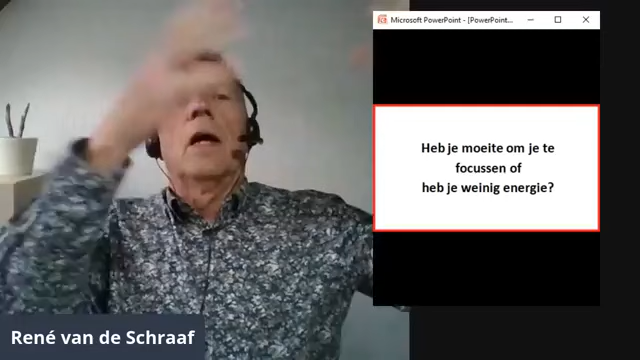 Microsoft PowerPoint - [PowerPoint...
Heb je moeite om je te
focussen of
heb je weinig energie?
René van de Schraaf